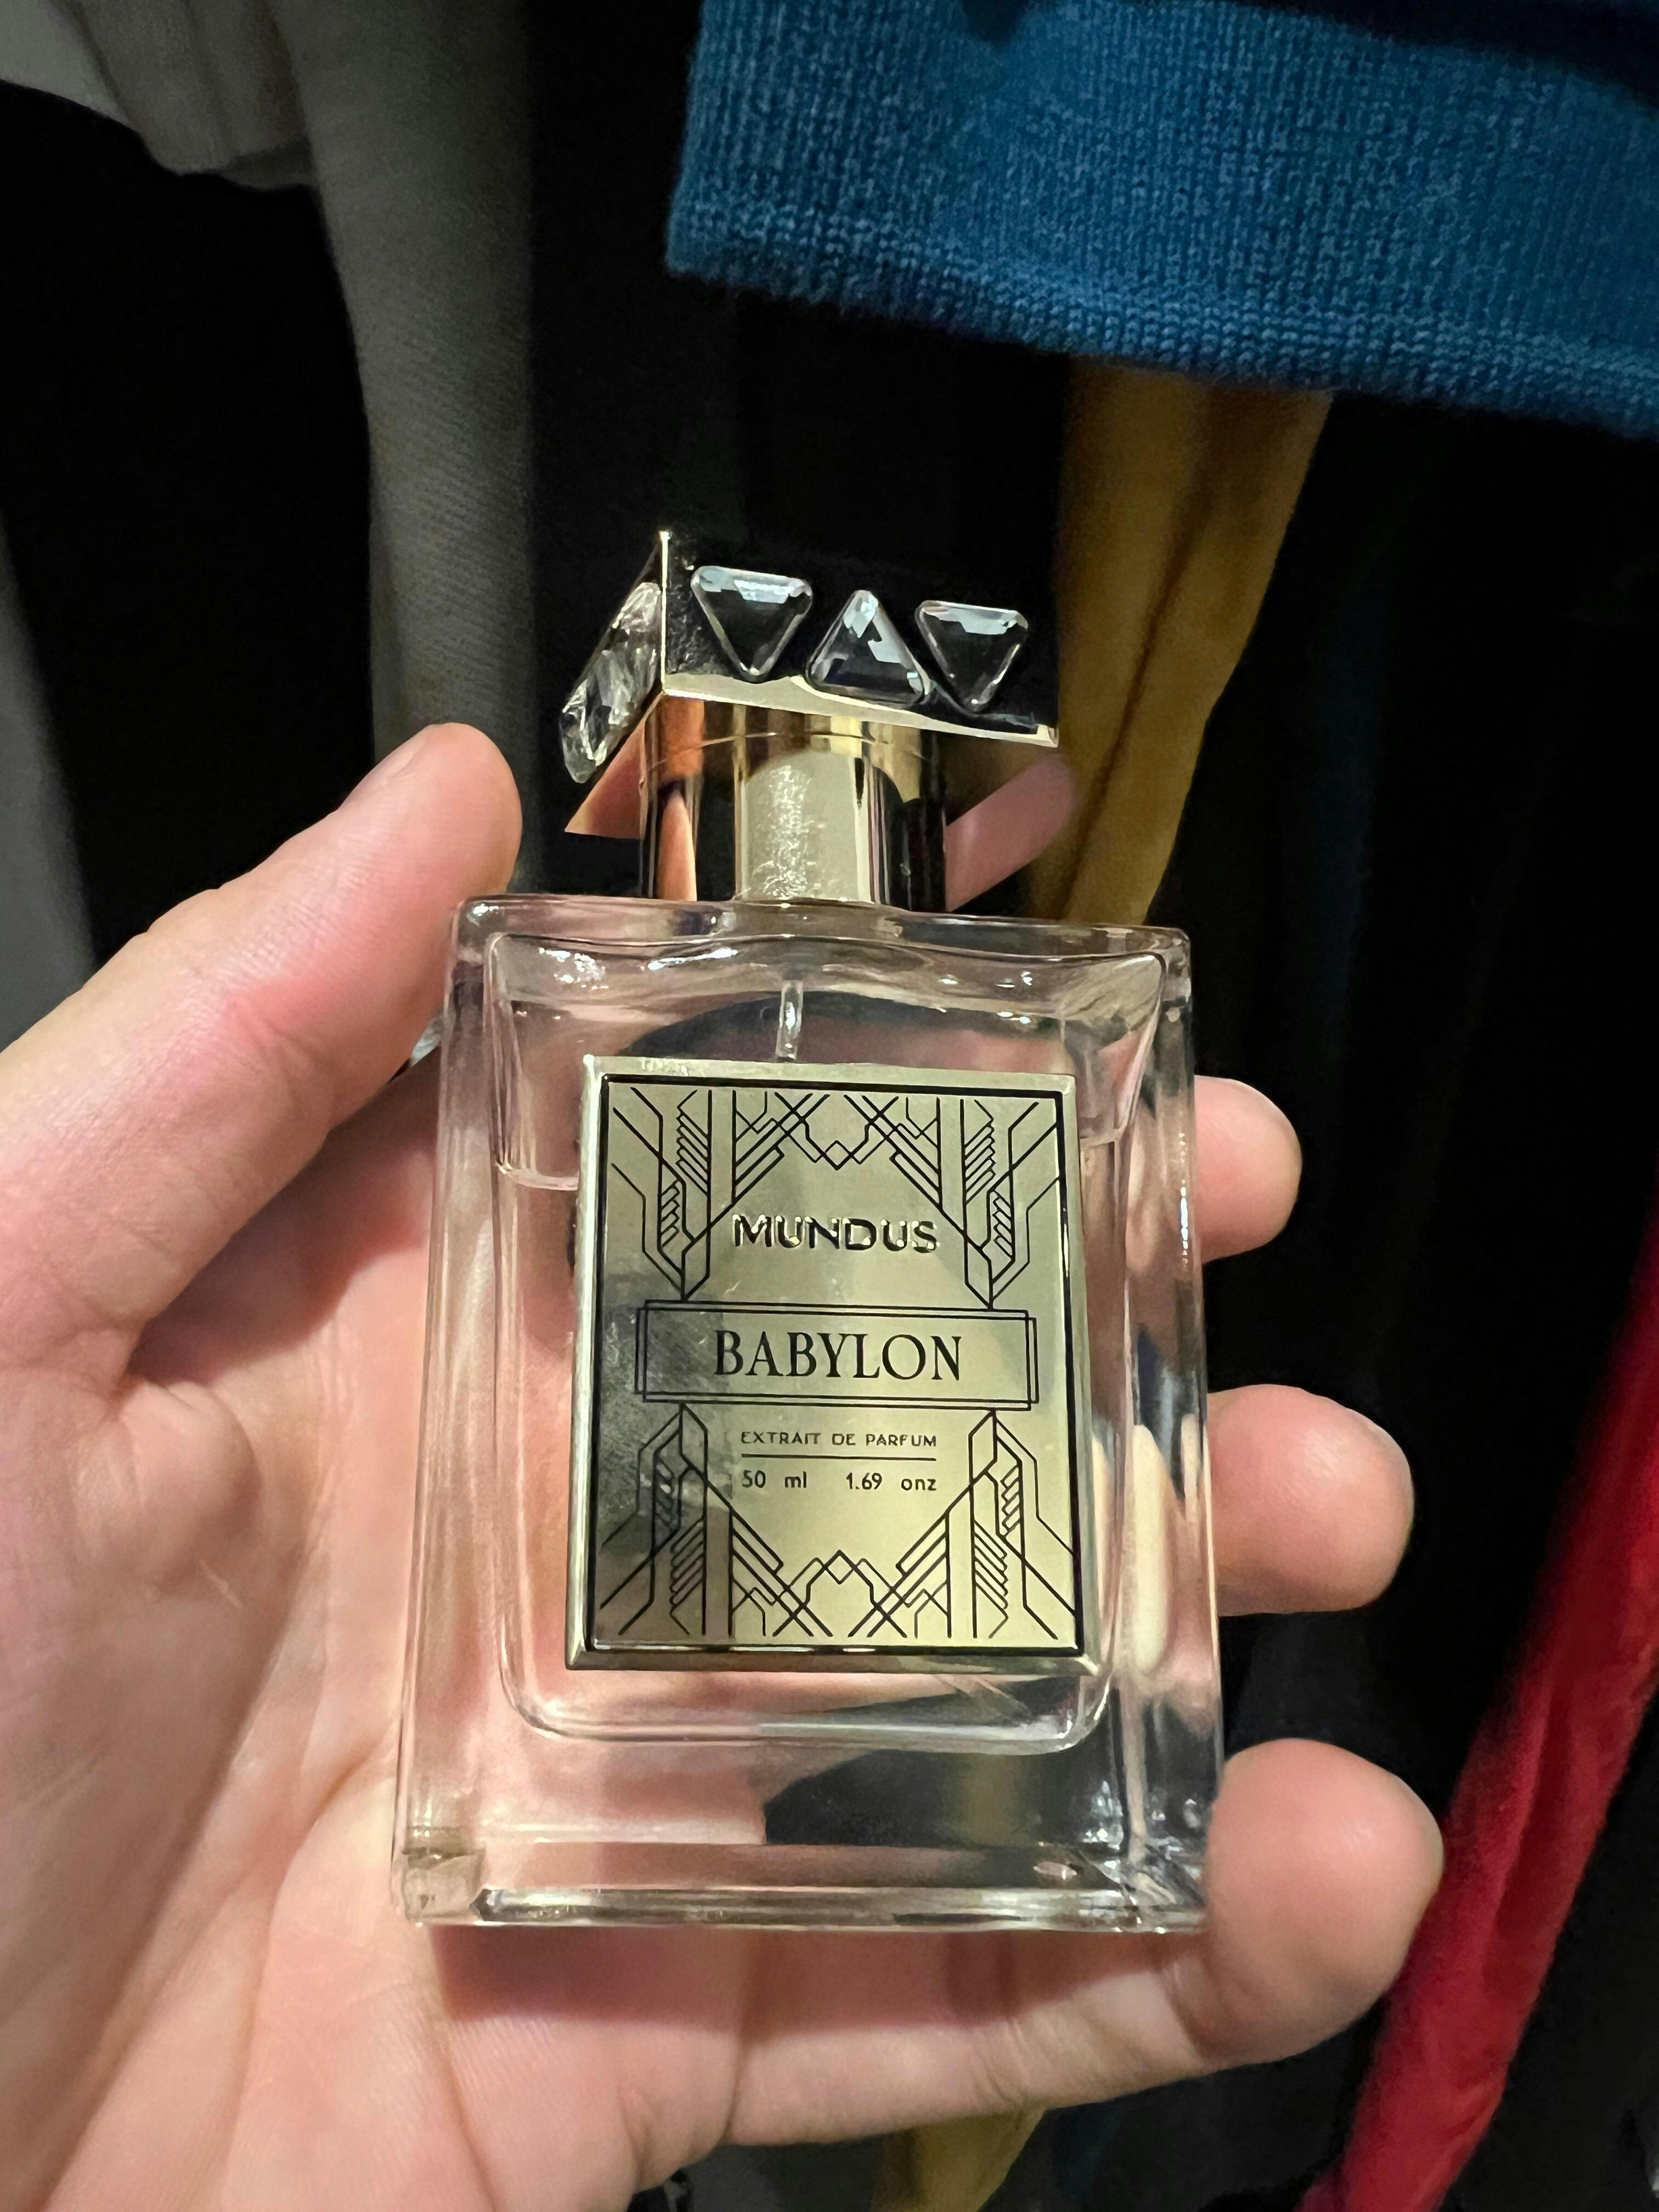 MUNDUS
BABYLON
EXTRAIT DE PARFUM
50 ml 1.69 onz